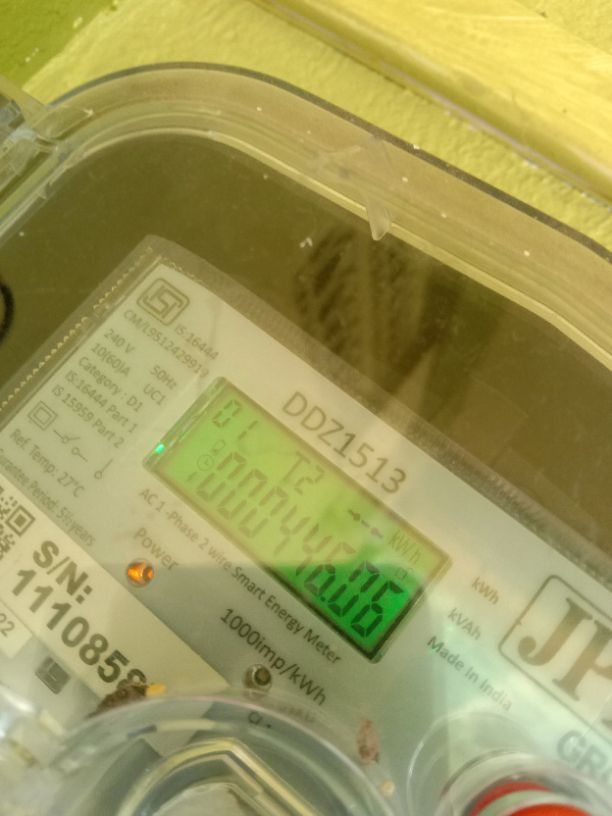 IS 16444
240 V 50Hz
10(60)A UC1
Category : D1
IS:16444 Part 1
IS 15959 Part 2
Ref. Temp: 27°C
S/N:
1110858
DDZ1513
01 T2
kWh
AC 1 -Phase 2 wire Smart Energy Meter
Power
1000imp/kWh
kWh
kVAh
Made In India
JP